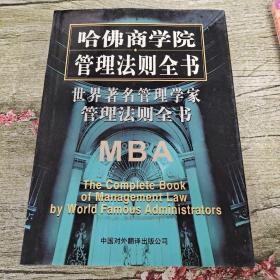 哈佛商学院
管理法则全书
世界著名管理学家
管理法则全书
MBA
The Complete Book
of Management Law
by World Famous Administrators
中国对外翻译出版公司